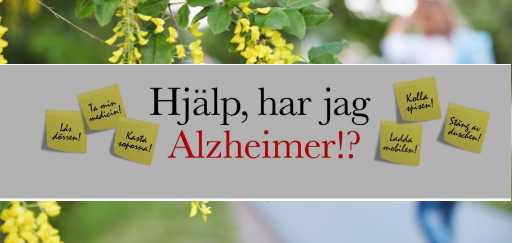 Hjälp, har jag
Alzheimer!?
Lås
dörren!
Ta min
medicin!
Kasta
soporna!
Kolla
spisen!
Stäng av
duschen!
Ladda
mobilen!